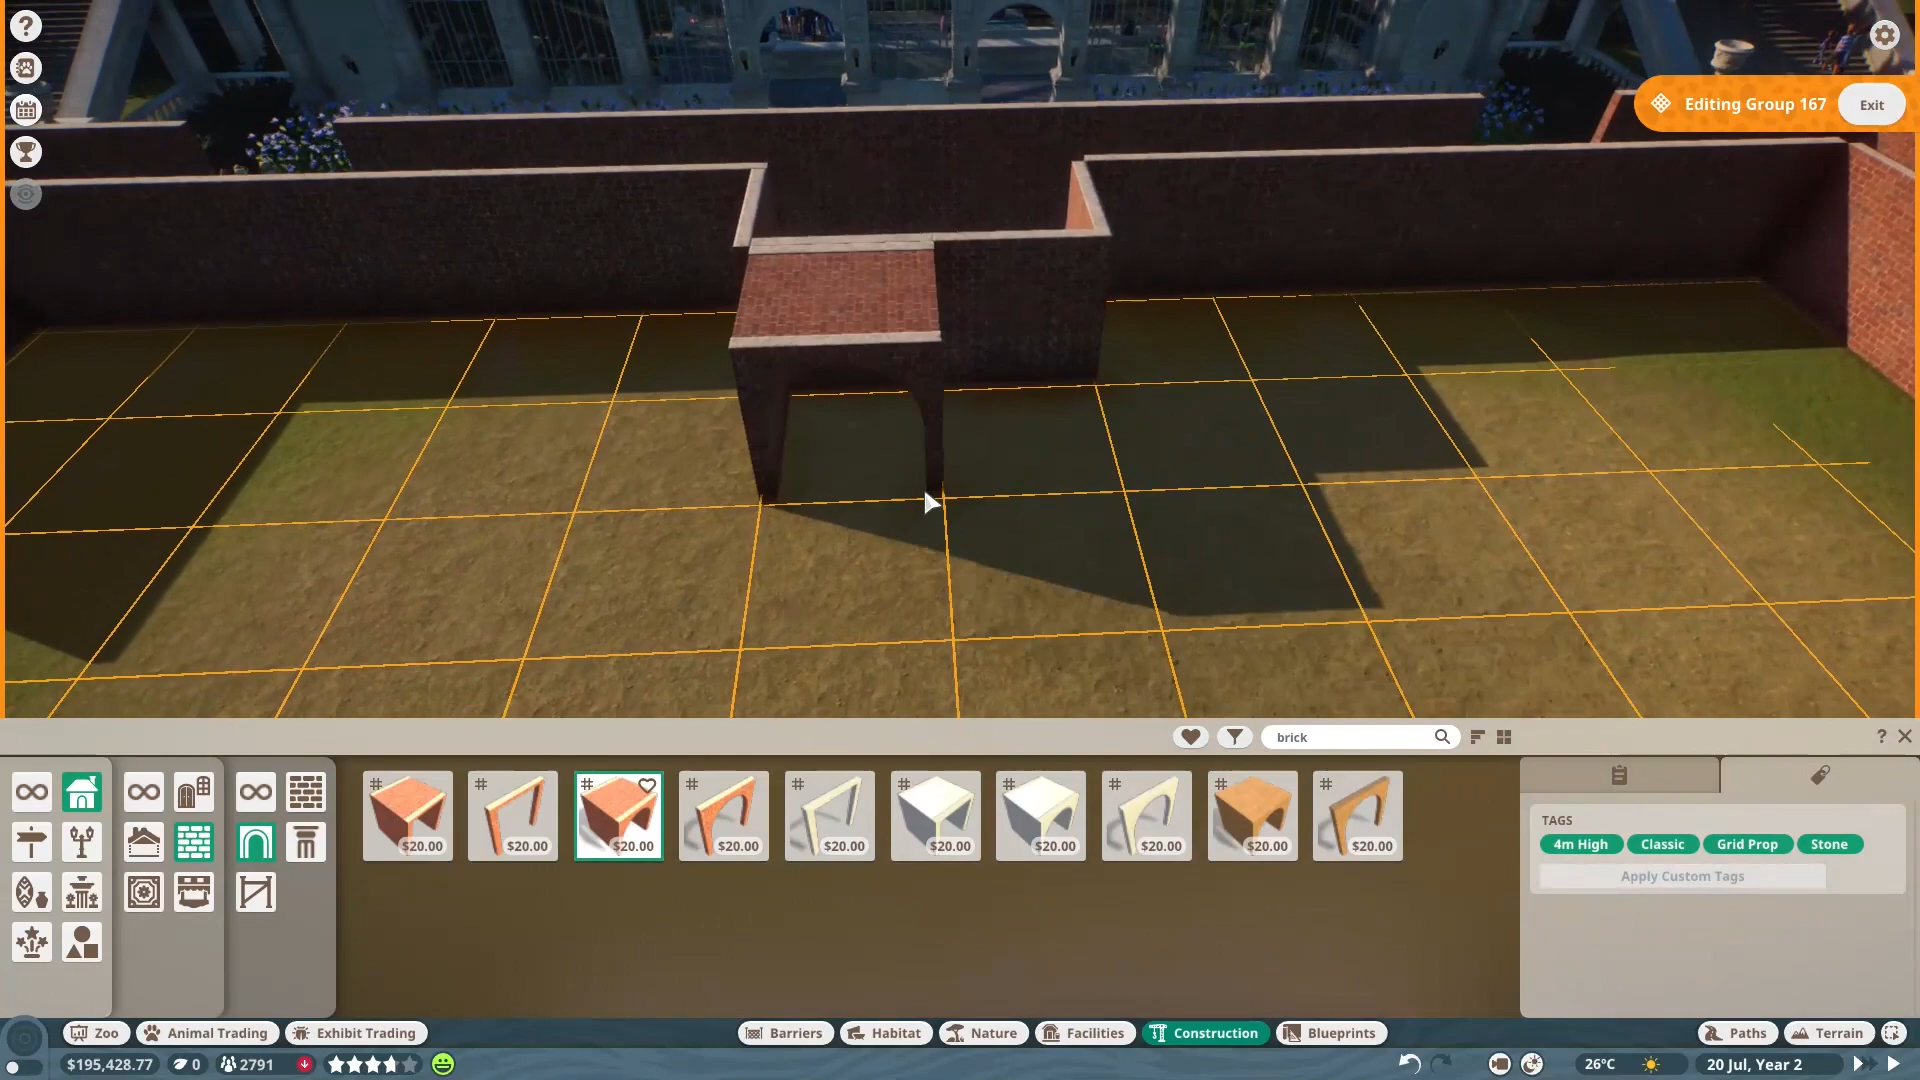 ?
Editing Group 167
Exit
brick
?
$20.00
$20.00
$20.00
$20.00
$20.00
$20.00
$20.00
$20.00
$20.00
$20.00
TAGS
4m High
Classic
Grid Prop
Stone
Apply Custom Tags
Zoo
Animal Trading
Exhibit Trading
Barriers
Habitat
Nature
Facilities
Construction
Blueprints
Paths
Terrain
$195,428.77
0
2791
26°C
20 Jul, Year 2